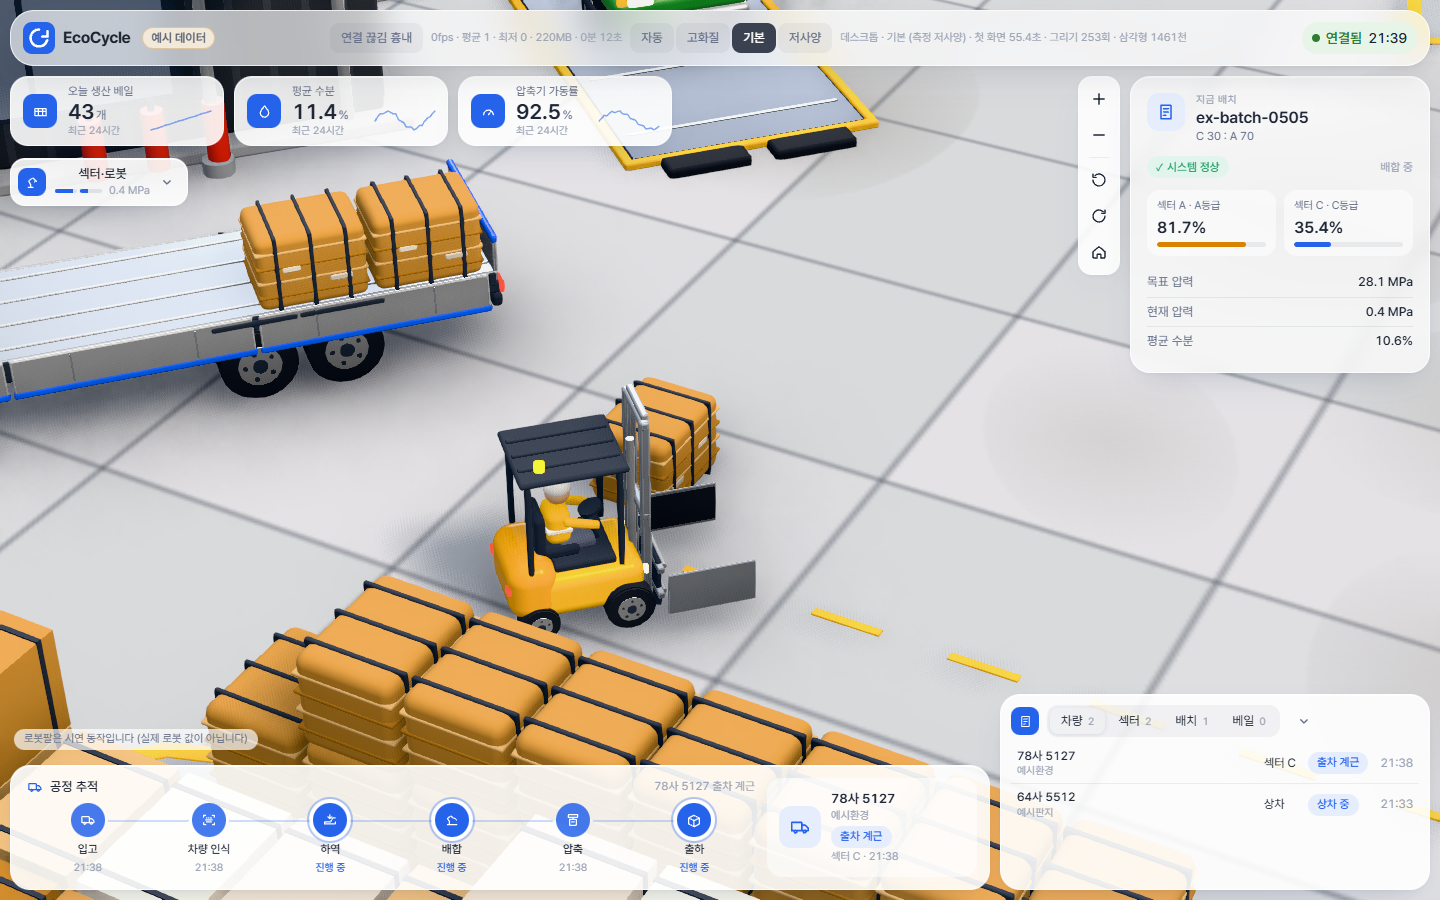 EcoCycle
예시 데이터
연결 끊김 흉내
0fps · 평균 1 · 최저 0 · 220MB · 0분 12초
자동
고화질
기본
저사양
데스크톱 · 기본 (측정 저사양) · 첫 화면 55.4초 · 그리기 253회 · 삼각형 1461천
연결됨 21:39
오늘 생산 베일
43개
최근 24시간
평균 수분
11.4%
최근 24시간
압축기 가동률
92.5%
최근 24시간
섹터·로봇
0.4 MPa
지금 배치
ex-batch-0505
C 30 : A 70
✓ 시스템 정상
배합 중
섹터 A · A등급
81.7%
섹터 C · C등급
35.4%
목표 압력
28.1 MPa
현재 압력
0.4 MPa
평균 수분
10.6%
로봇팔은 시연 동작입니다 (실제 로봇 값이 아닙니다)
공정 추적
78사 5127 출차 계근
입고
21:38
차량 인식
21:38
하역
진행 중
배합
진행 중
압축
21:38
출하
진행 중
78사 5127
예시환경
출차 계근
섹터 C · 21:38
차량 2
섹터 2
배치 1
베일 0
78사 5127
예시환경
섹터 C
출차 계근
21:38
64사 5512
예시판지
상차
상차 중
21:33